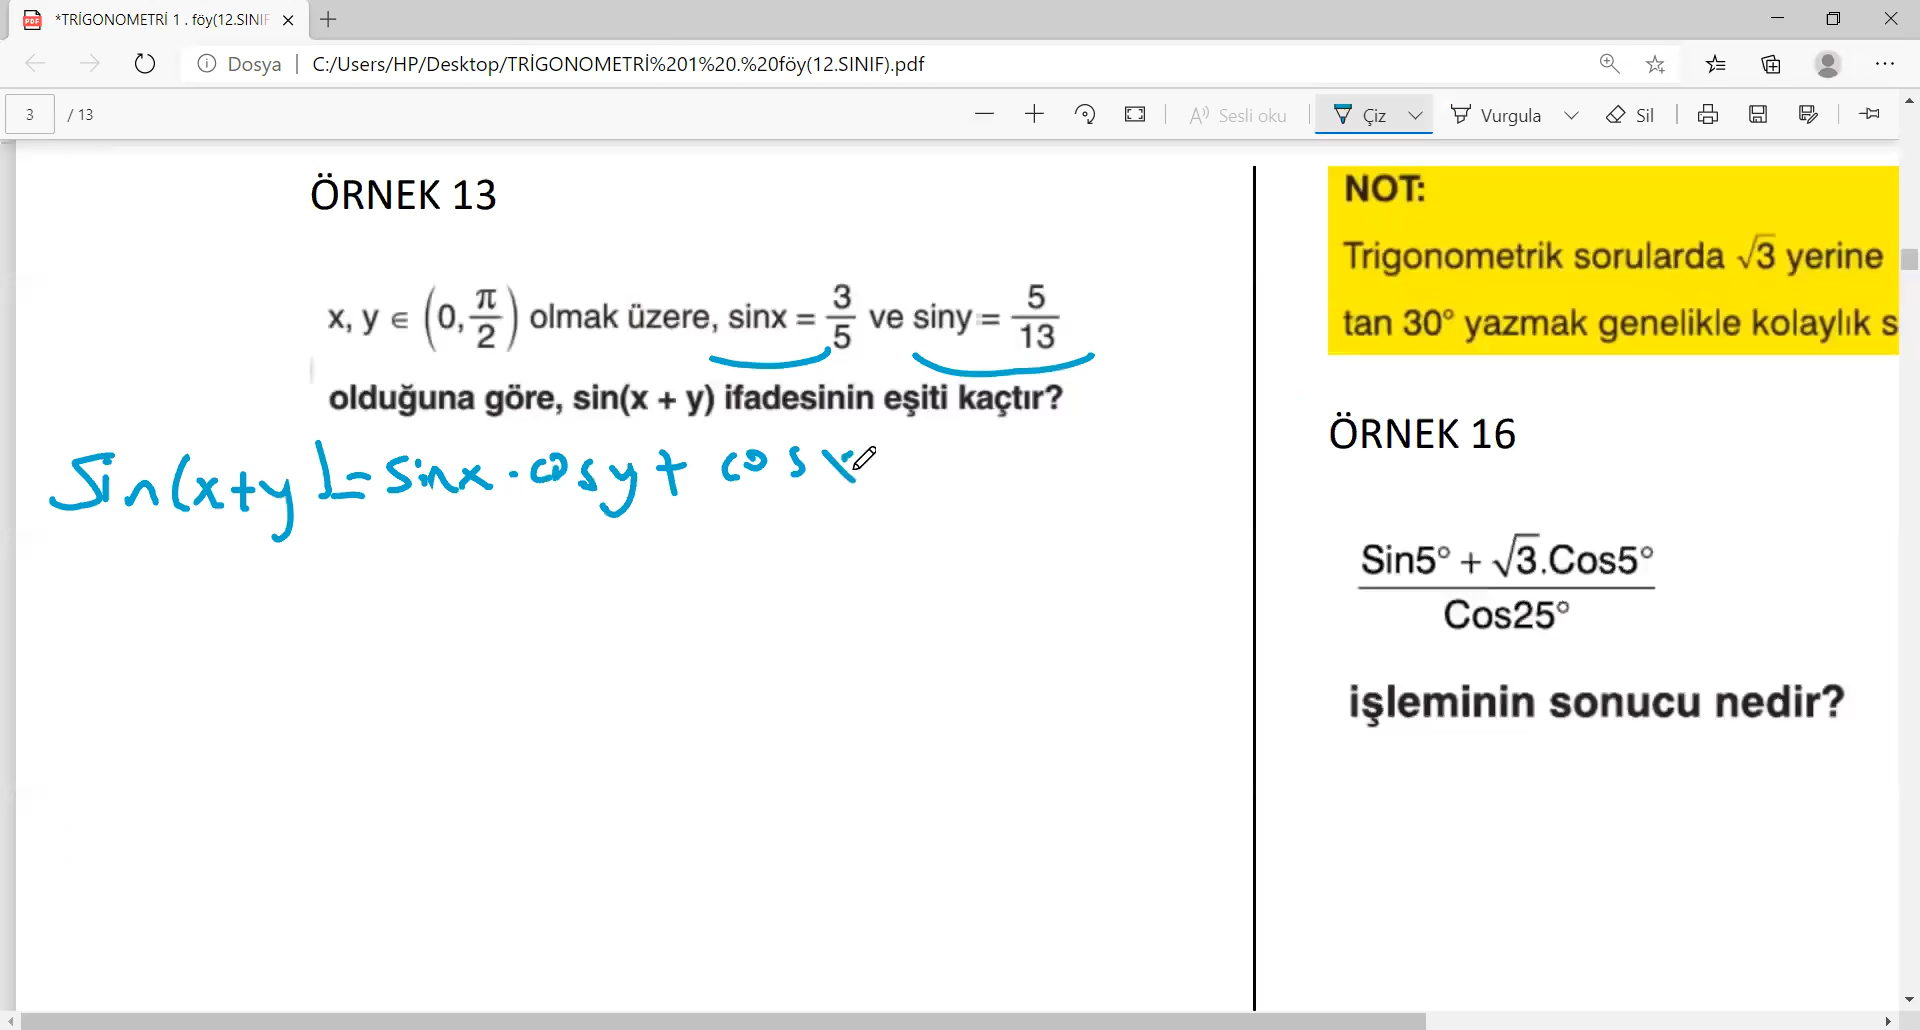 *TRİGONOMETRİ 1 . föy(12.SINIF
Dosya | C:/Users/HP/Desktop/TRİGONOMETRİ%201%20.%20föy(12.SINIF).pdf
3 / 13
Sesli oku
Çiz
Vurgula
Sil
ÖRNEK 13
x, y ∈ (0, π/2) olmak üzere, sinx = 3/5 ve siny = 5/13
olduğuna göre, sin(x + y) ifadesinin eşiti kaçtır?
Sin(x+y)=sinx·cosy+ cosx
NOT:
Trigonometrik sorularda √3 yerine
tan 30° yazmak genelikle kolaylık s
ÖRNEK 16
Sin5° + √3.Cos5°
Cos25°
işleminin sonucu nedir?